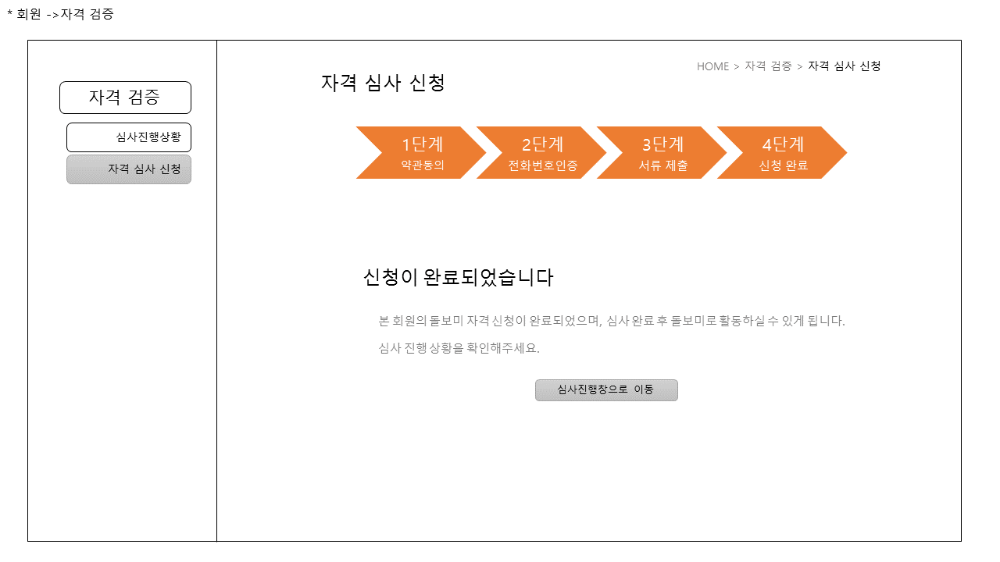 * 회원 ->자격 검증
자격 검증
심사진행상황
자격 심사 신청
HOME > 자격 검증 > 자격 심사 신청
자격 심사 신청
1단계
약관동의
2단계
전화번호인증
3단계
서류 제출
4단계
신청 완료
신청이 완료되었습니다
본 회원의 돌보미 자격 신청이 완료되었으며, 심사 완료 후 돌보미로 활동하실 수 있게 됩니다.
심사 진행 상황을 확인해주세요.
심사진행창으로 이동